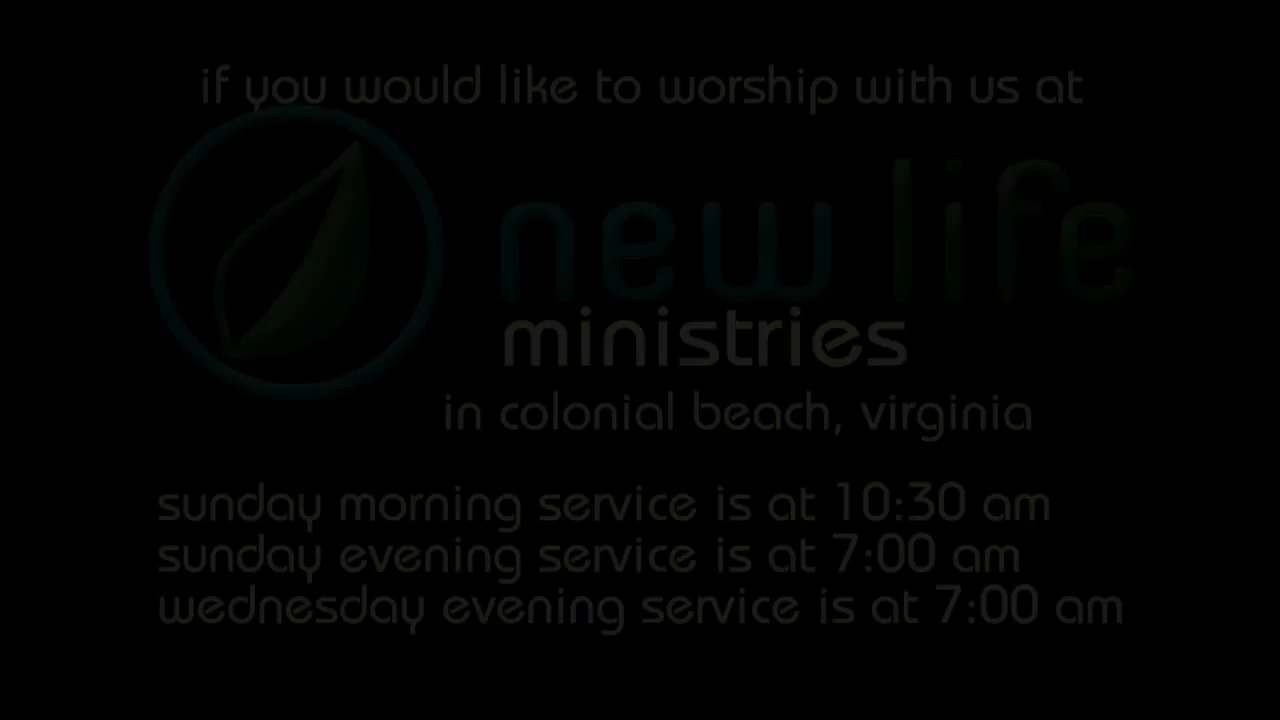 if you would like to worship with us at
new life
ministries
in colonial beach, virginia
sunday morning service is at 10:30 am
sunday evening service is at 7:00 am
wednesday evening service is at 7:00 am